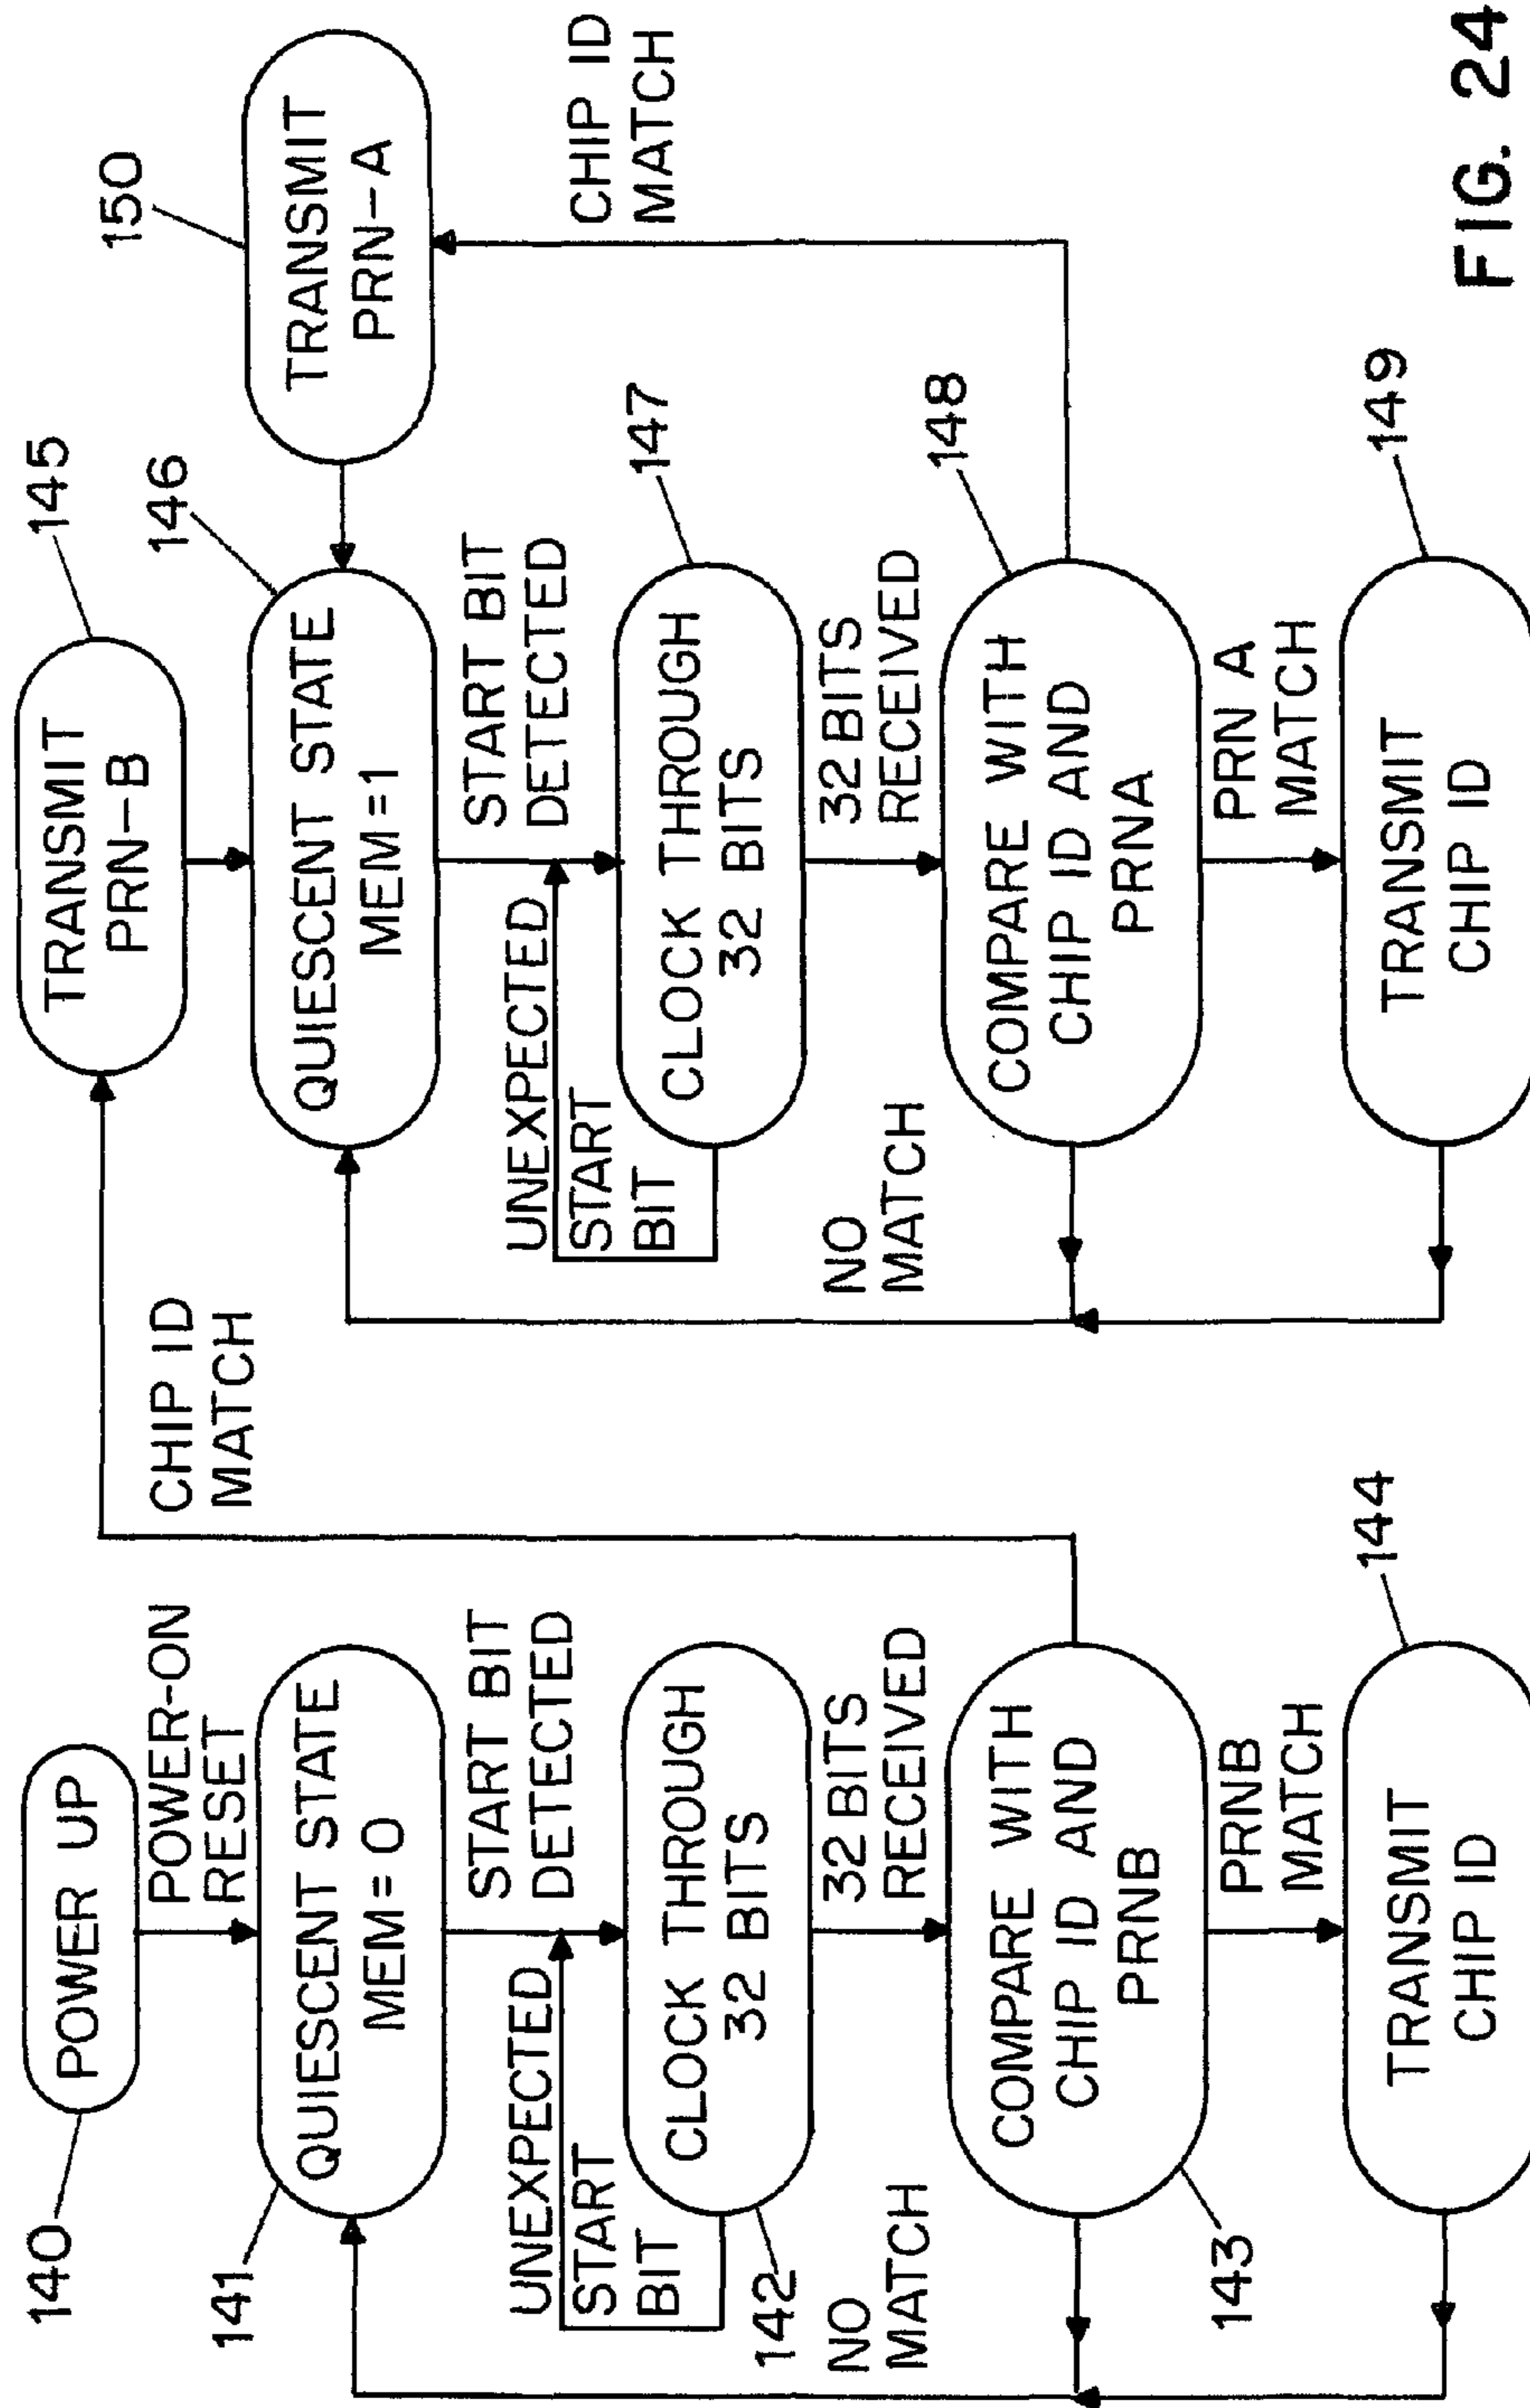 140
POWER UP
POWER-ON
RESET
141
QUIESCENT STATE
MEM=0
START BIT
DETECTED
UNEXPECTED
START
BIT
CLOCK THROUGH
32 BITS
142
32 BITS
RECEIVED
NO
MATCH
COMPARE WITH
CHIP ID AND
PRNB
143
PRNB
MATCH
TRANSMIT
CHIP ID
144
CHIP ID
MATCH
TRANSMIT
PRN-B
145
QUIESCENT STATE
MEM=1
146
START BIT
DETECTED
UNEXPECTED
START
BIT
CLOCK THROUGH
32 BITS
147
32 BITS
RECEIVED
NO
MATCH
COMPARE WITH
CHIP ID AND
PRNA
148
PRN A
MATCH
TRANSMIT
CHIP ID
149
150
TRANSMIT
PRN-A
CHIP ID
MATCH
FIG. 24